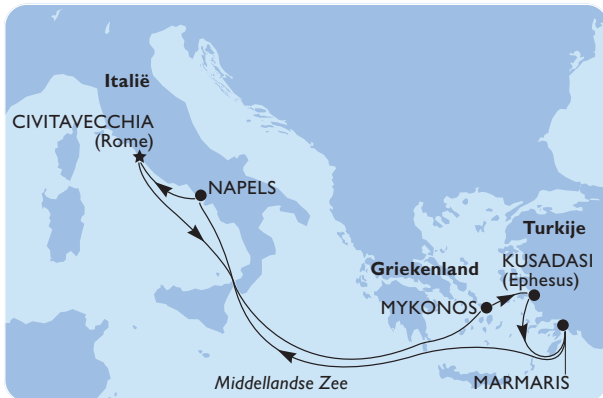 Italië
CIVITAVECCHIA
(Rome)
NAPELS
Turkije
KUSADASI
(Ephesus)
Griekenland
MYKONOS
Middellandse Zee
MARMARIS